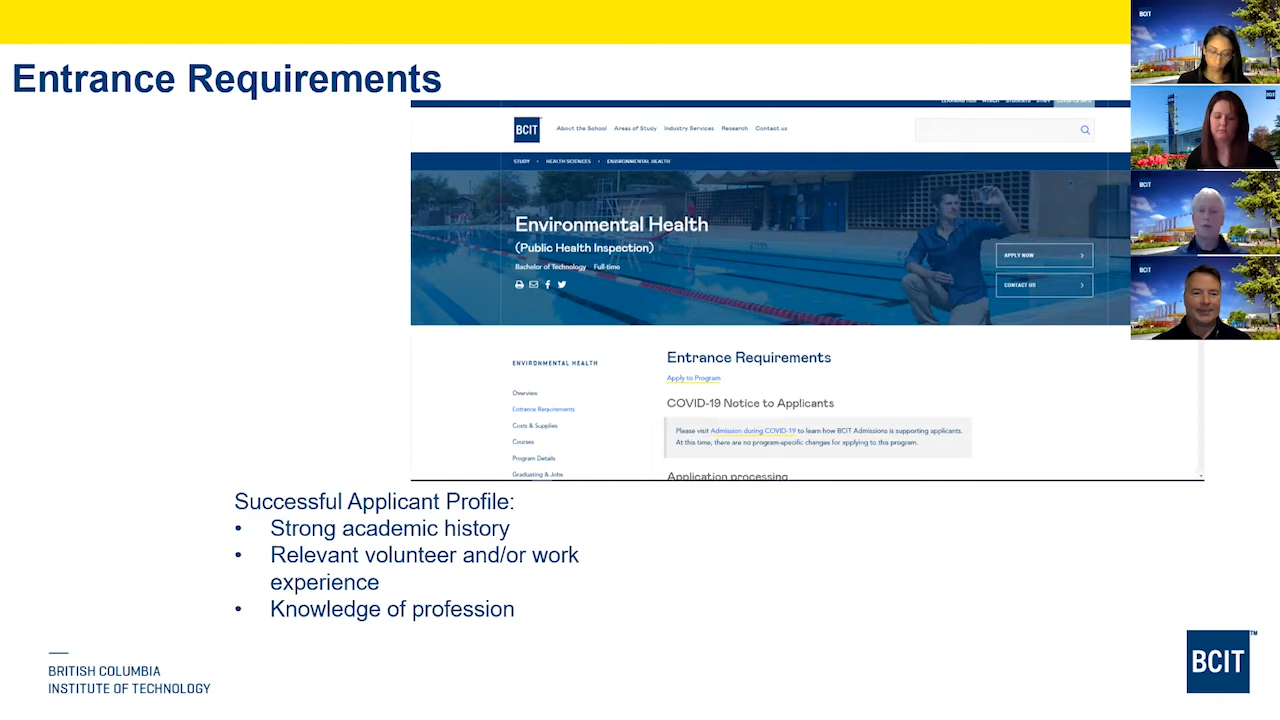 Entrance Requirements
BCIT
About the School Areas of Study Industry Services Research Contact us
STUDY • HEALTH SCIENCES • ENVIRONMENTAL HEALTH
Environmental Health
(Public Health Inspection)
Bachelor of Technology Full-time
APPLY NOW
CONTACT US
ENVIRONMENTAL HEALTH
Overview
Entrance Requirements
Costs & Supplies
Courses
Program Details
Graduating & Jobs
Entrance Requirements
Apply to Program
COVID-19 Notice to Applicants
Please visit Admission during COVID-19 to learn how BCIT Admissions is supporting applicants.
At this time, there are no program-specific changes for applying to this program.
Application processing
Successful Applicant Profile:
• Strong academic history
• Relevant volunteer and/or work
experience
• Knowledge of profession
BRITISH COLUMBIA
INSTITUTE OF TECHNOLOGY
BCIT TM
BCIT
BCIT
BCIT
BCIT